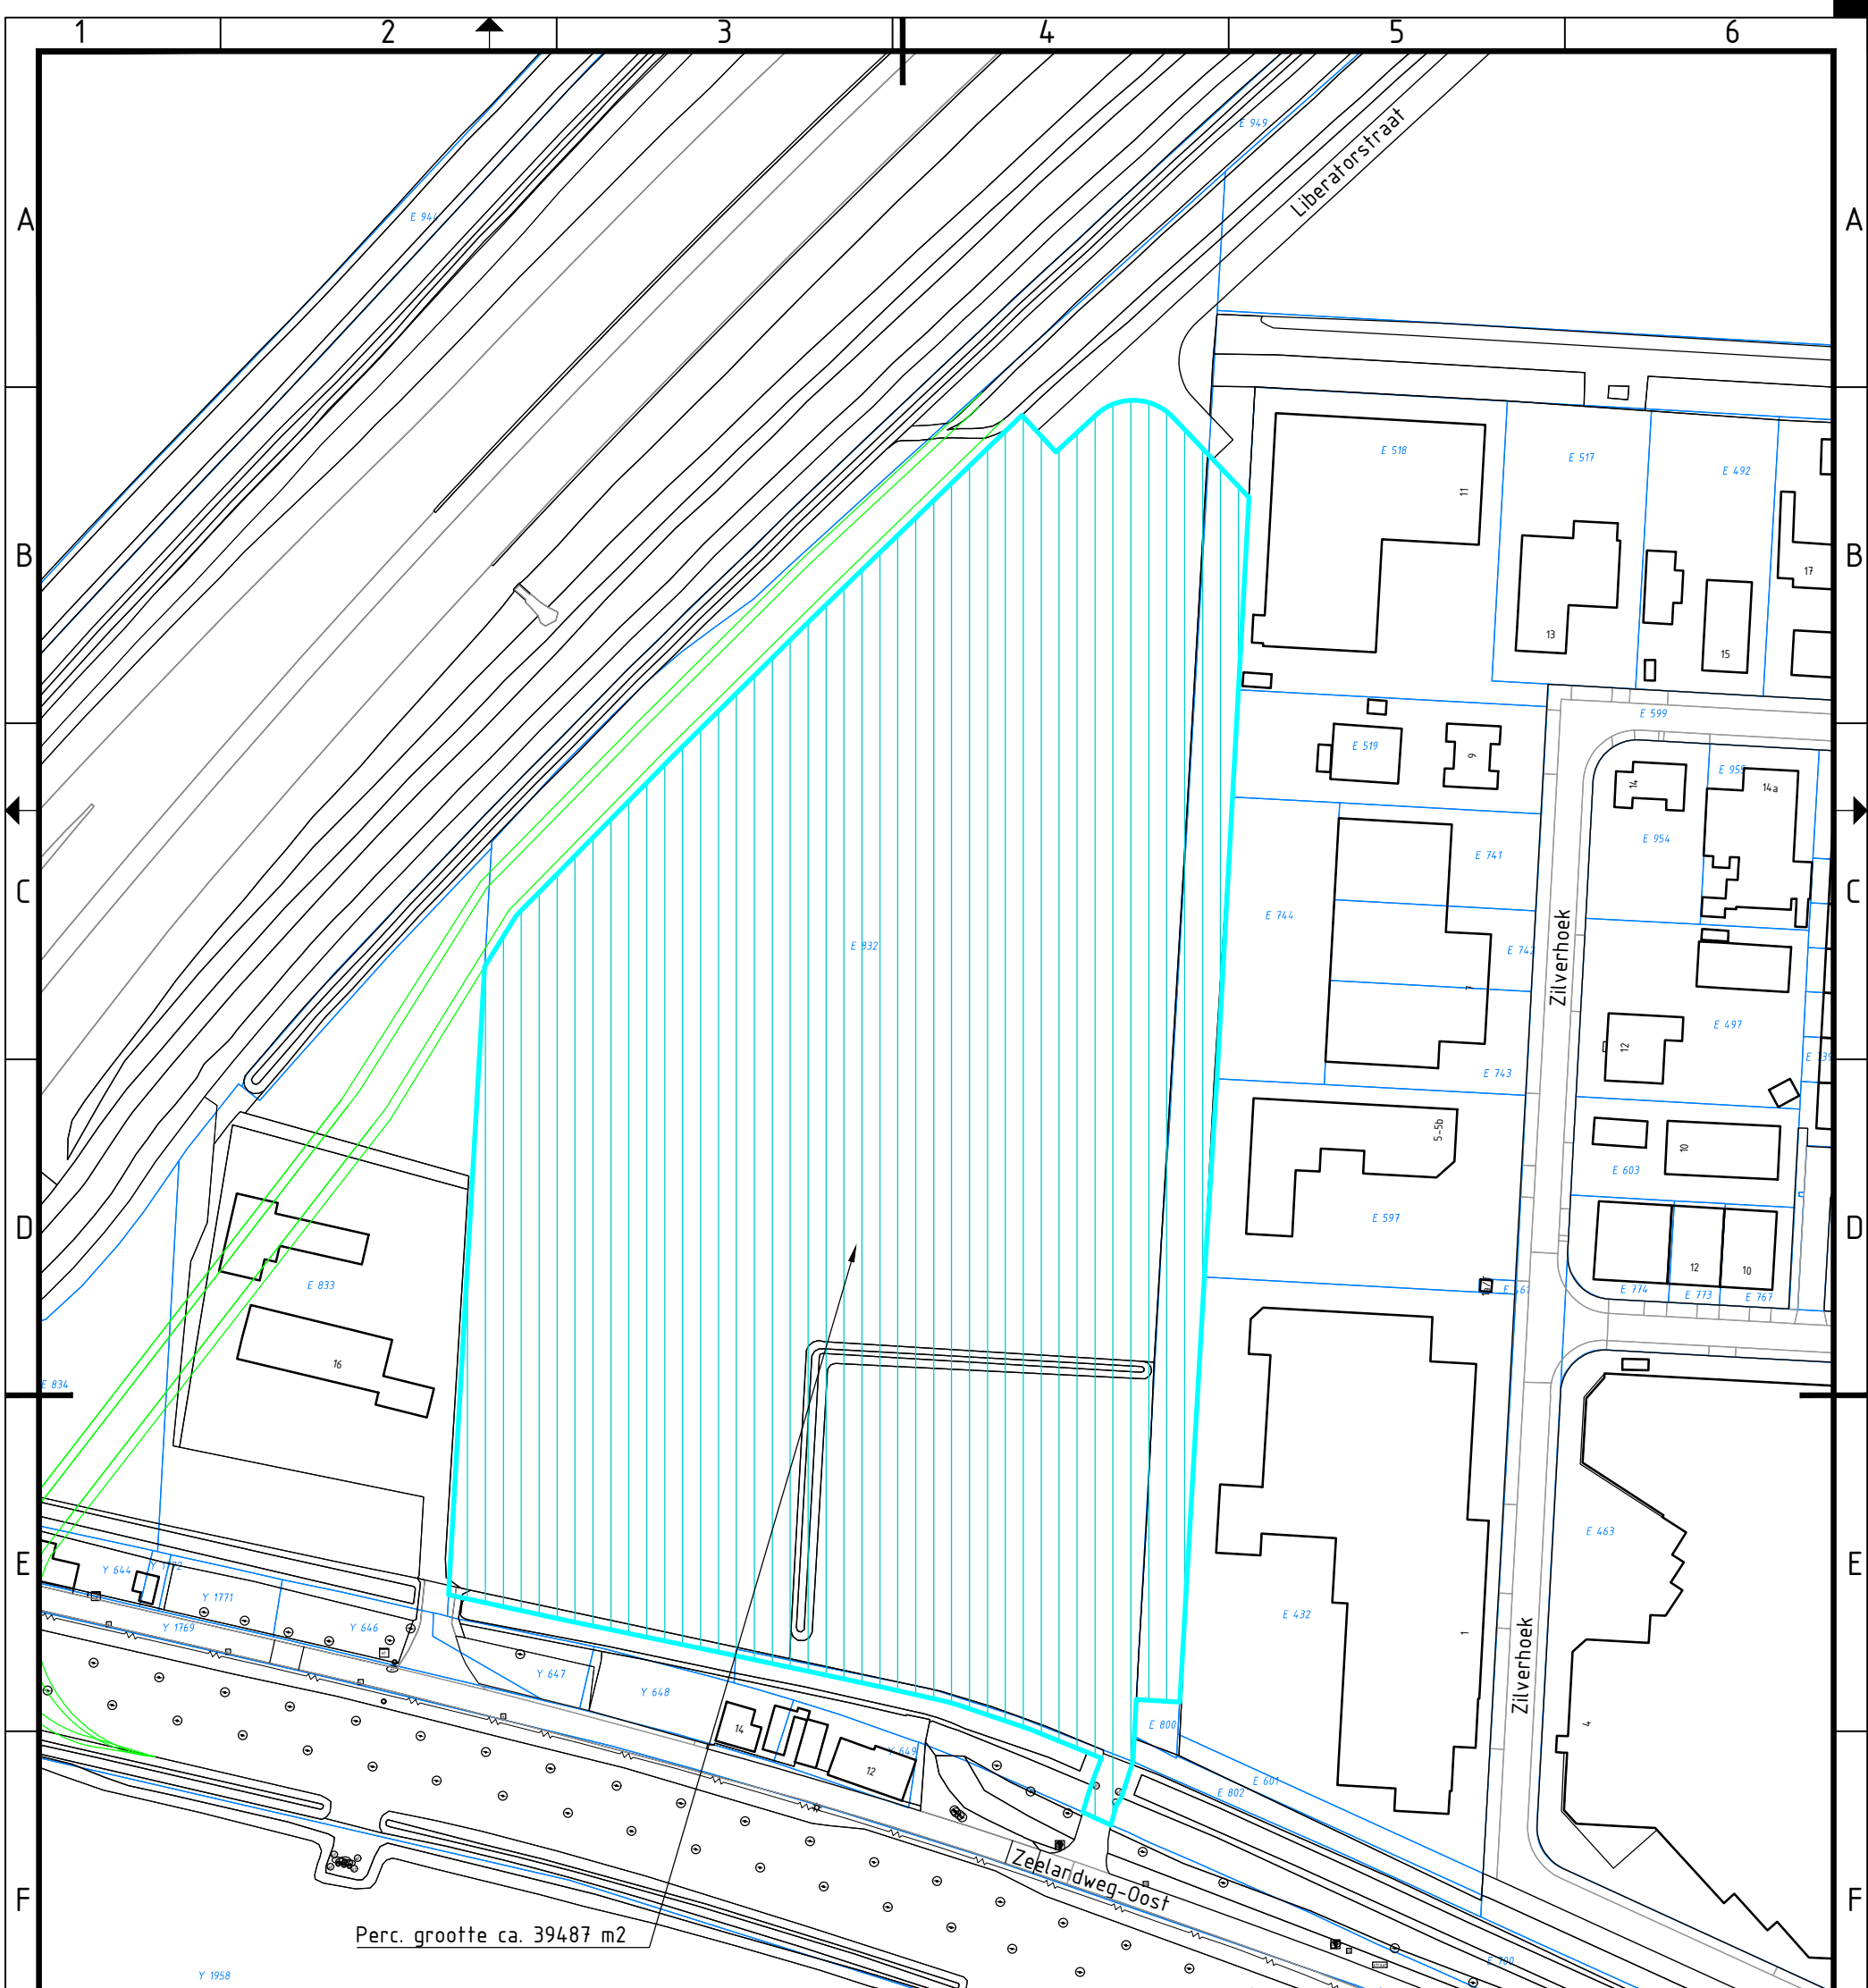 1 2 3 4 5 6
A A
B B
C C
D D
E E
F F
Liberatorstraat
E 949
E 944
E 518
11
E 517
13
E 492
15
17
E 599
E 519
9
E 955
14
14a
E 954
E 741
E 744
E 742
7
E 832
Zilverhoek
E 497
12
E 743
5-5b
E 603
10
E 597
E 833
16
E 834
12
10
E 774
E 773
E 767
E 463
4
E 432
1
Zilverhoek
Y 644
Y 1771
Y 1769
Y 646
Y 647
Y 648
14
12
Y 649
E 800
E 601
E 802
Zeelandweg-Oost
E 700
Perc. grootte ca. 39487 m2
Y 1958